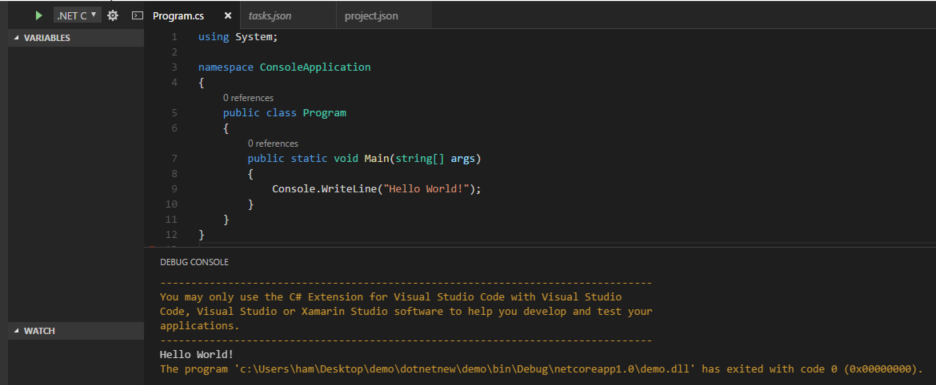 .NET C
Program.cs
tasks.json
project.json
VARIABLES
1 using System;
2
3 namespace ConsoleApplication
4 {
0 references
5 public class Program
6 {
0 references
7 public static void Main(string[] args)
8 {
9 Console.WriteLine("Hello World!");
10 }
11 }
12 }
DEBUG CONSOLE
-------------------------------------------------------------------------------
You may only use the C# Extension for Visual Studio Code with Visual Studio
Code, Visual Studio or Xamarin Studio software to help you develop and test your
applications.
-------------------------------------------------------------------------------
WATCH
Hello World!
The program 'c:\Users\ham\Desktop\demo\dotnetnew\demo\bin\Debug\netcoreapp1.0\demo.dll' has exited with code 0 (0x00000000).